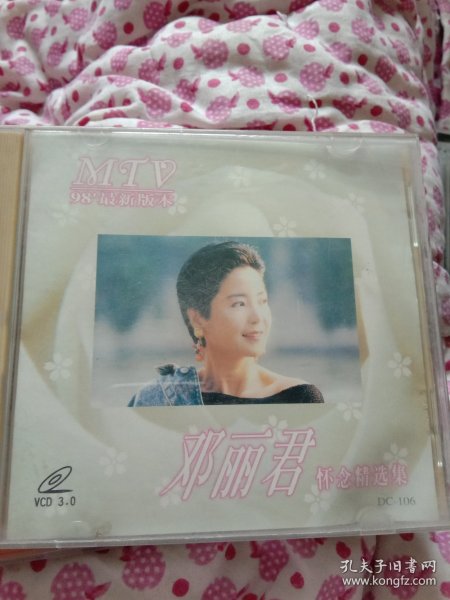 MTV
98'最新版本
邓丽君
怀念精选集
VCD 3.0
DC-106
孔夫子旧书网
www.kongfz.com